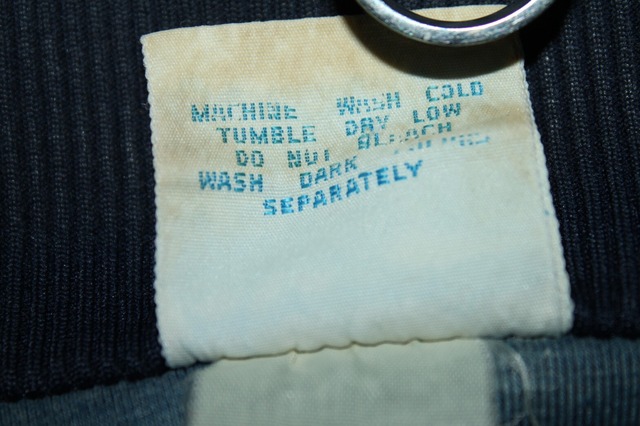 MACHINE WASH COLD
TUMBLE DRY LOW
DO NOT BLEACH
WASH DARK
SEPARATELY